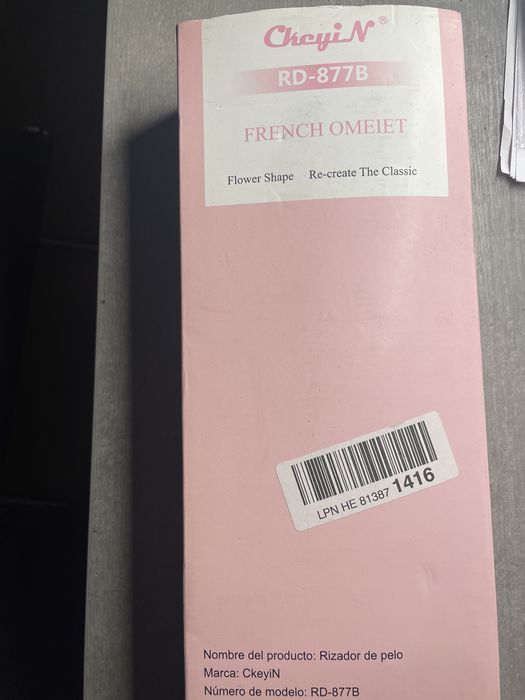 CkeyiN®
RD-877B
FRENCH OMEIET
Flower Shape Re-create The Classic
LPN HE 81387 1416
Nombre del producto: Rizador de pelo
Marca: CkeyiN
Número de modelo: RD-877B